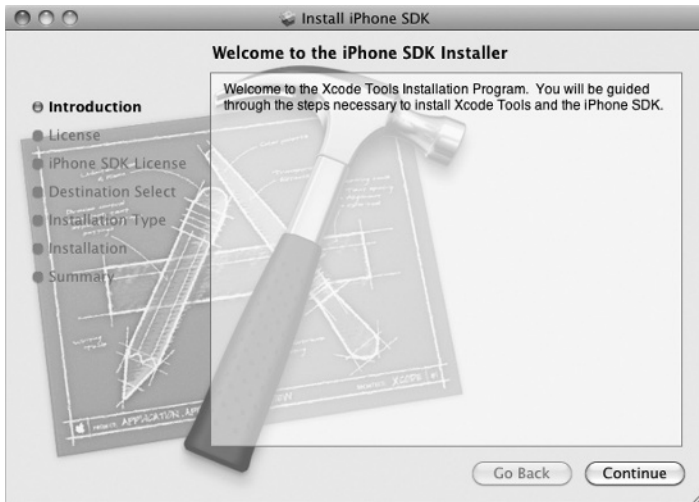 Install iPhone SDK
Welcome to the iPhone SDK Installer
Introduction
License
iPhone SDK License
Destination Select
Installation Type
Installation
Summary
Welcome to the Xcode Tools Installation Program. You will be guided
through the steps necessary to install Xcode Tools and the iPhone SDK.
Go Back
Continue